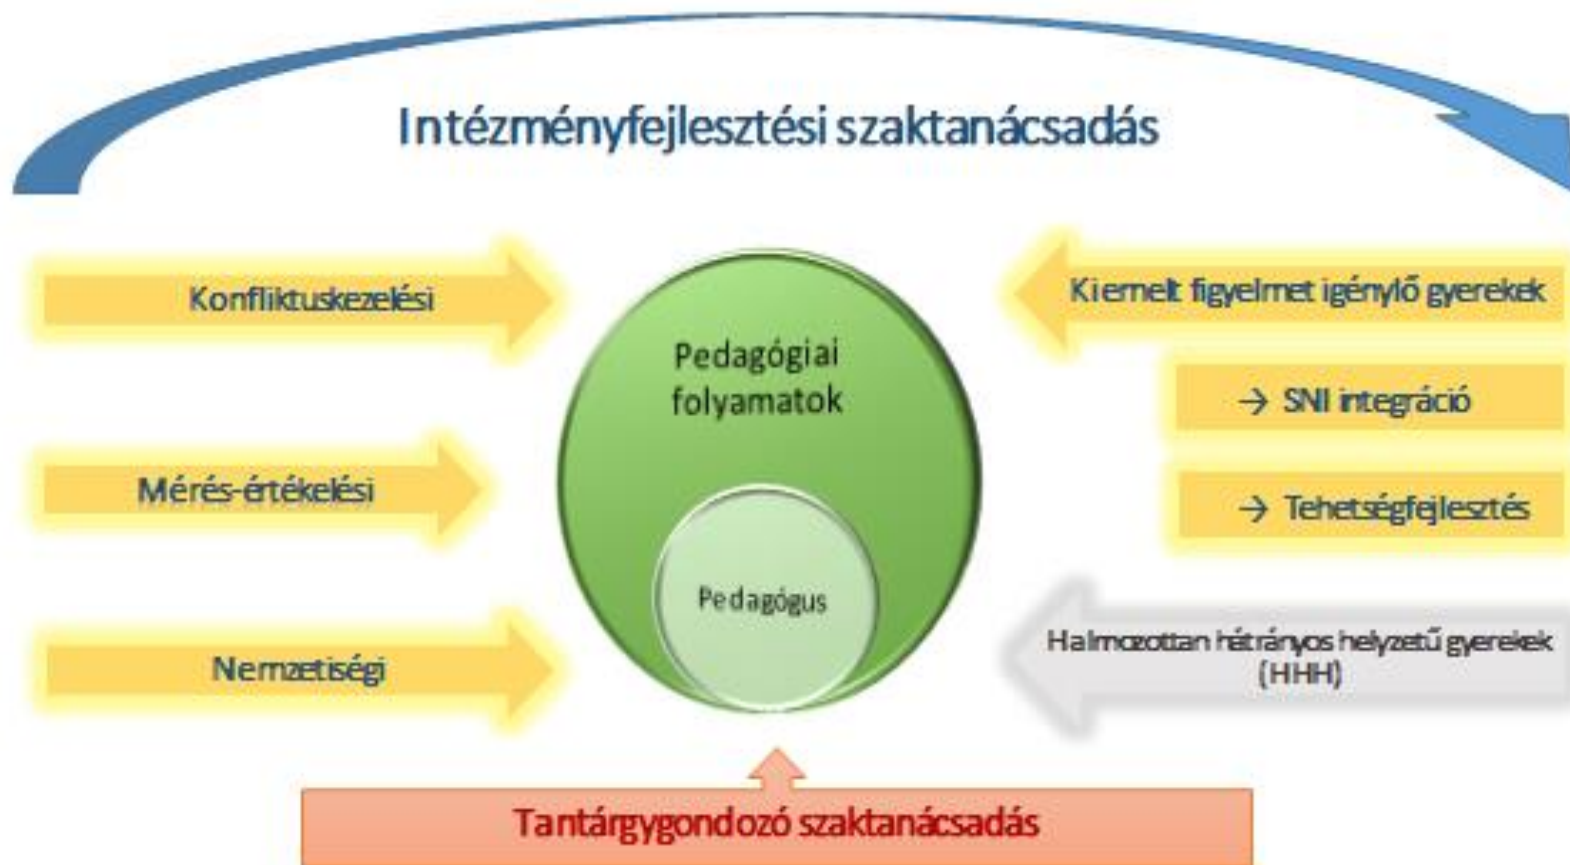 Intézményfejlesztési szaktanácsadás
Konfliktuskezelési
Mérés-értékelési
Nemzetiségi
Pedagógiai
folyamatok
Pedagógus
Kiemelt figyelmet igénylő gyerekek
→ SNI integráció
→ Tehetségfejlesztés
Halmozottan hátrányos helyzetű gyerekek
(HHH)
Tantárgygondozó szaktanácsadás